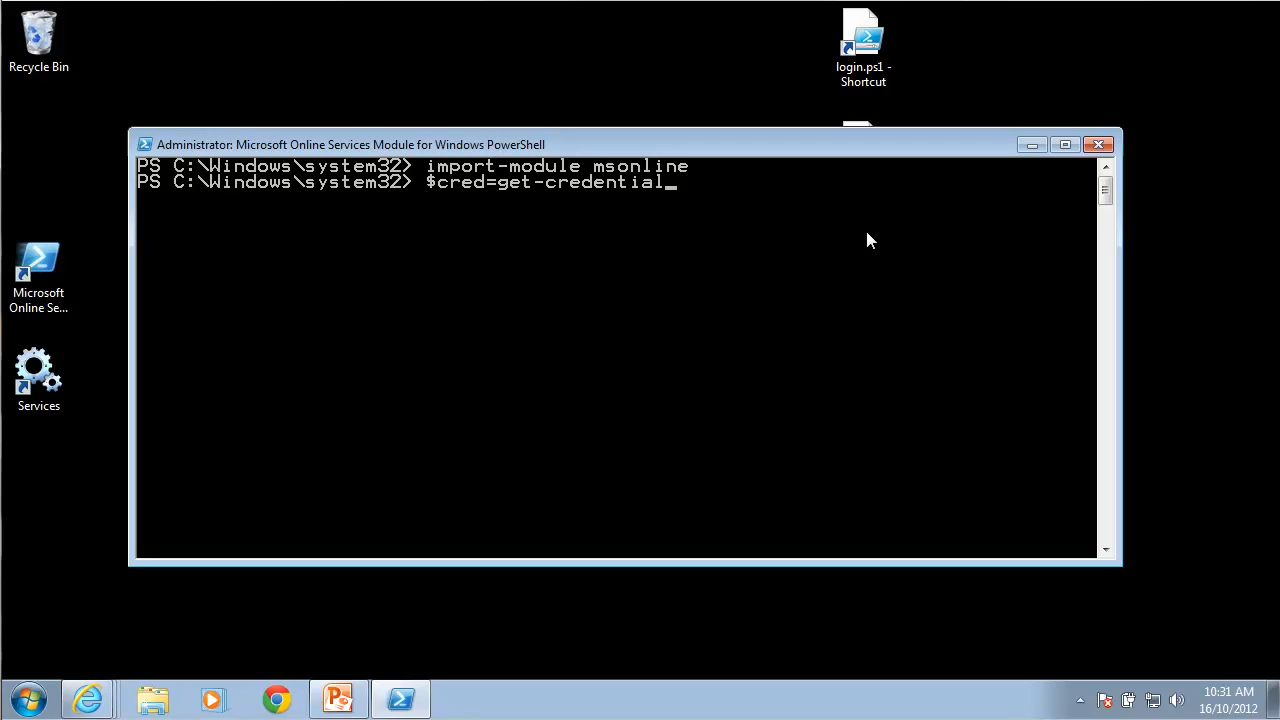 Recycle Bin
login.ps1 -
Shortcut
Administrator: Microsoft Online Services Module for Windows PowerShell
PS C:\Windows\system32> import-module msonline
PS C:\Windows\system32> $cred=get-credential_
Microsoft
Online Se...
Services
10:31 AM
16/10/2012